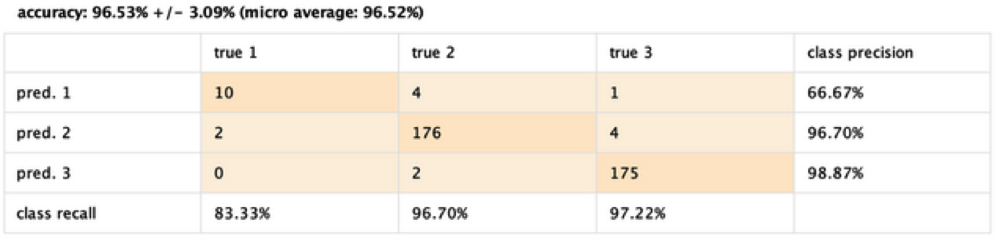 accuracy: 96.53% +/- 3.09% (micro average: 96.52%)
true 1 true 2 true 3 class precision
pred. 1 10 4 1 66.67%
pred. 2 2 176 4 96.70%
pred. 3 0 2 175 98.87%
class recall 83.33% 96.70% 97.22%